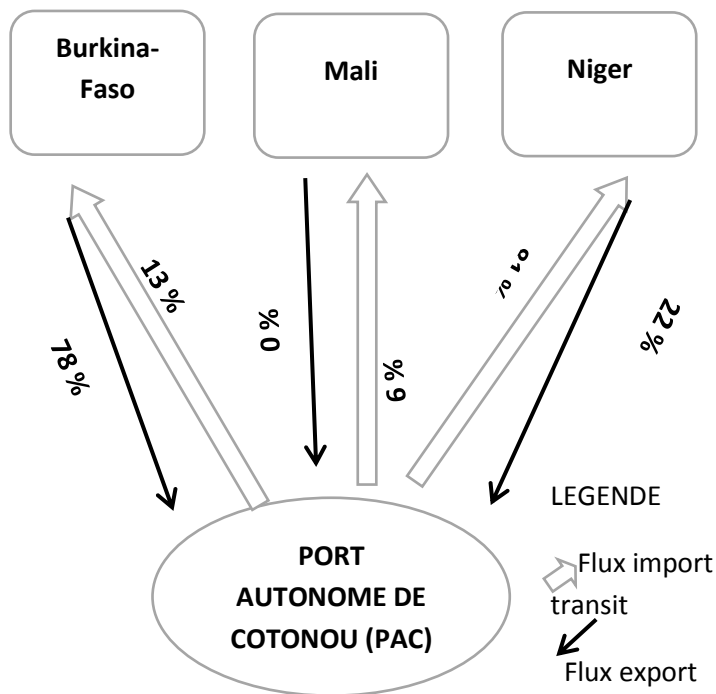 Burkina-
Faso
Mali
Niger
13 %
78 %
0 %
6 %
22 %
PORT
AUTONOME DE
COTONOU (PAC)
LEGENDE
Flux import
transit
Flux export